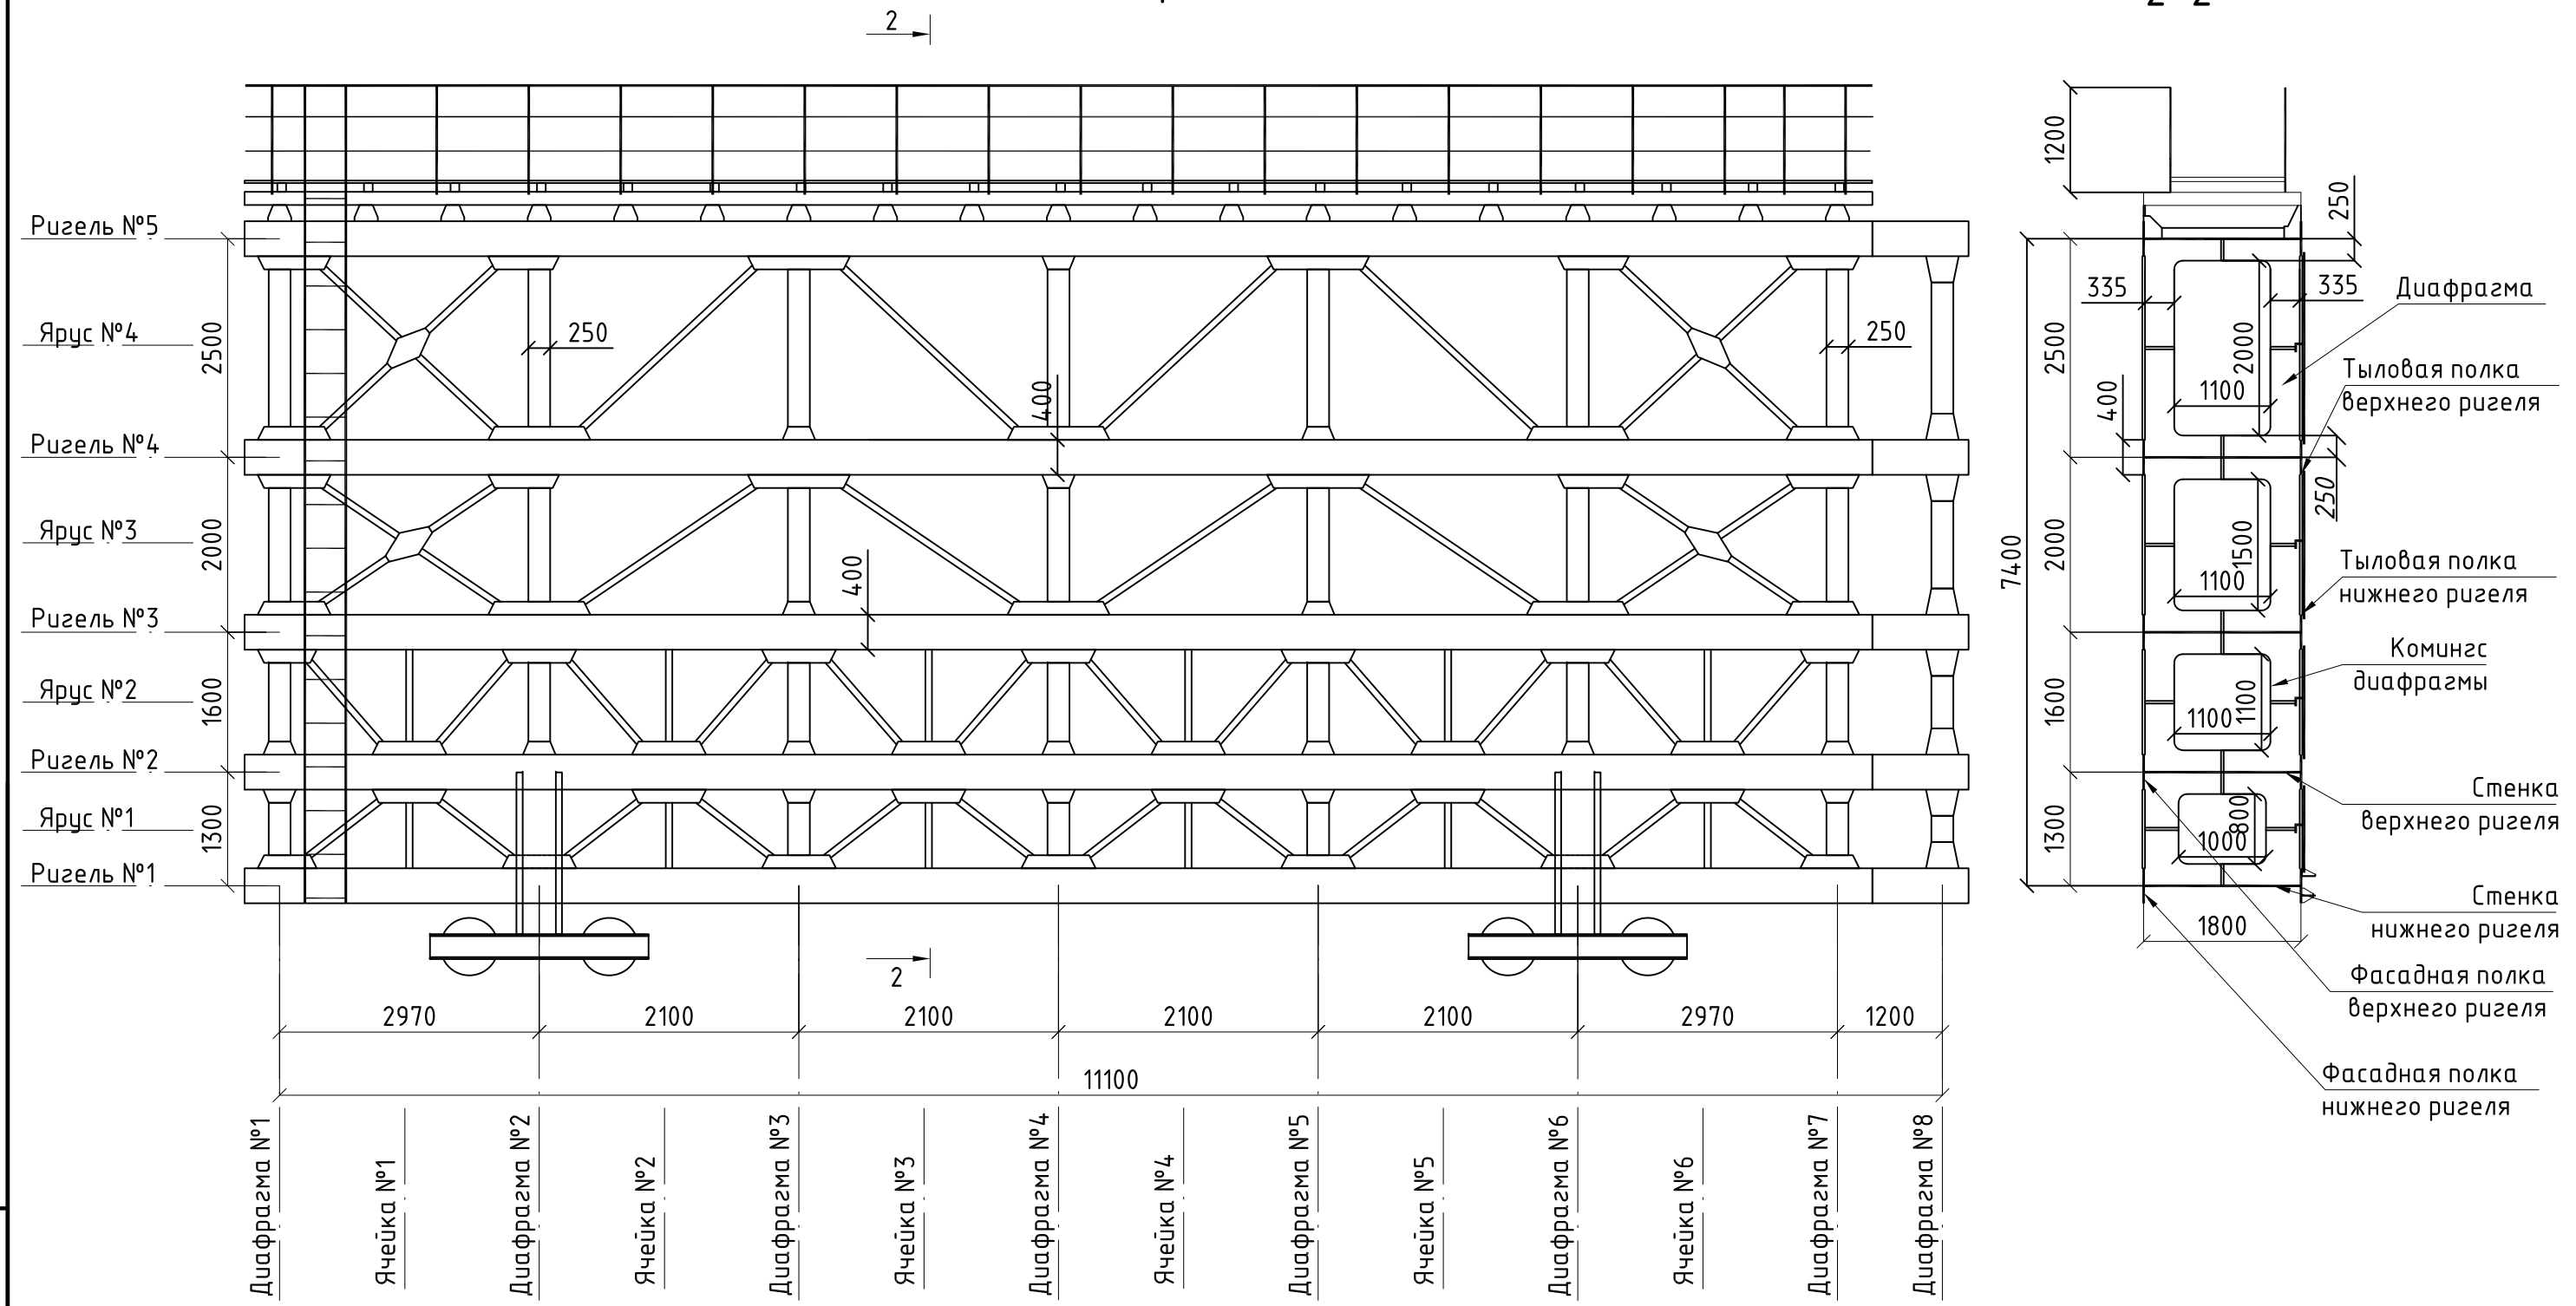 2
2-2
Ригель №5
Ярус №4
Ригель №4
Ярус №3
Ригель №3
Ярус №2
Ригель №2
Ярус №1
Ригель №1
2500
2000
1600
1300
250
250
400
400
2
2970
2100
2100
2100
2100
2970
1200
11100
Диафрагма №1
Ячейка №1
Диафрагма №2
Ячейка №2
Диафрагма №3
Ячейка №3
Диафрагма №4
Ячейка №4
Диафрагма №5
Ячейка №5
Диафрагма №6
Ячейка №6
Диафрагма №7
Диафрагма №8
1200
250
335
335
2500
2000
1100
400
250
7400
2000
1500
1100
1600
1100
1100
1300
800
1000
1800
Диафрагма
Тыловая полка
верхнего ригеля
Тыловая полка
нижнего ригеля
Комингс
диафрагмы
Стенка
верхнего ригеля
Стенка
нижнего ригеля
Фасадная полка
верхнего ригеля
Фасадная полка
нижнего ригеля